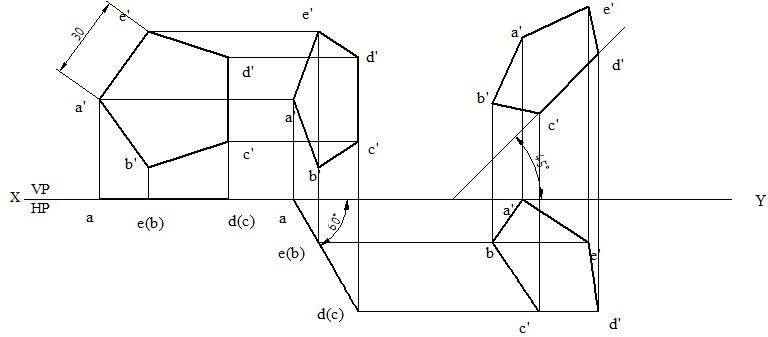 30
e'
a'
b'
d'
c'
e'
d'
a'
c'
b'
a'
e'
b'
d'
c'
45°
X
VP
HP
Y
a
e(b)
d(c)
a
60°
e(b)
d(c)
a'
b
e'
c'
d'